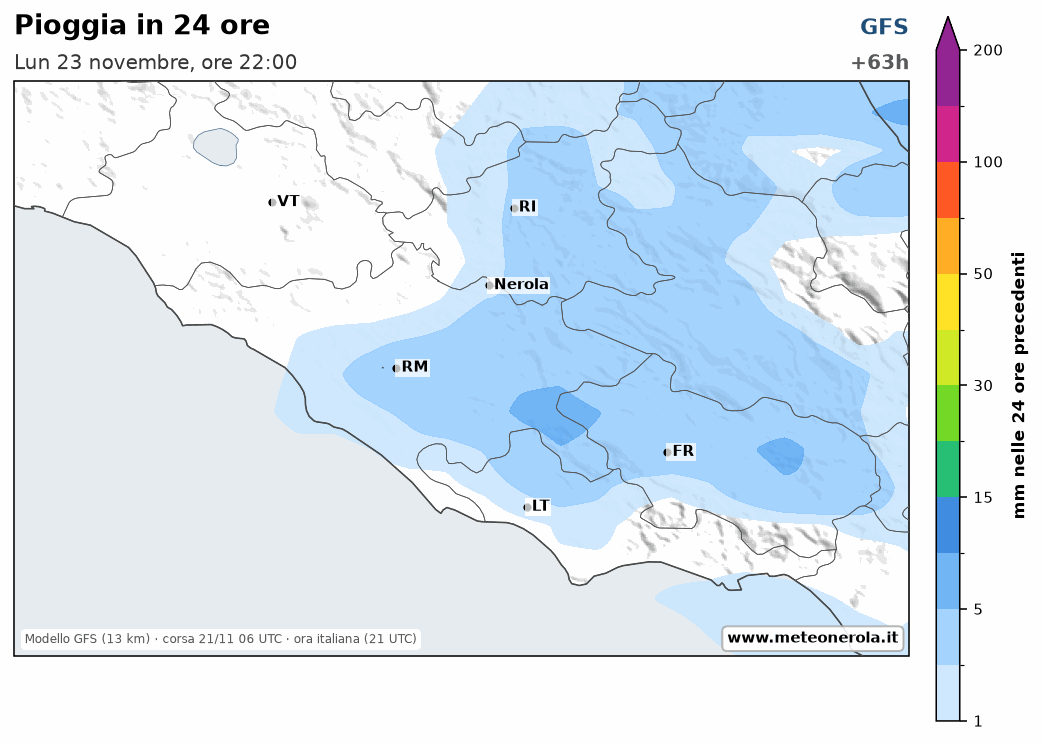 Pioggia in 24 ore
GFS
Lun 23 novembre, ore 22:00
+63h
VT
RI
Nerola
RM
FR
LT
Modello GFS (13 km) · corsa 21/11 06 UTC · ora italiana (21 UTC)
www.meteonerola.it
200
100
50
30
15
5
1
mm nelle 24 ore precedenti